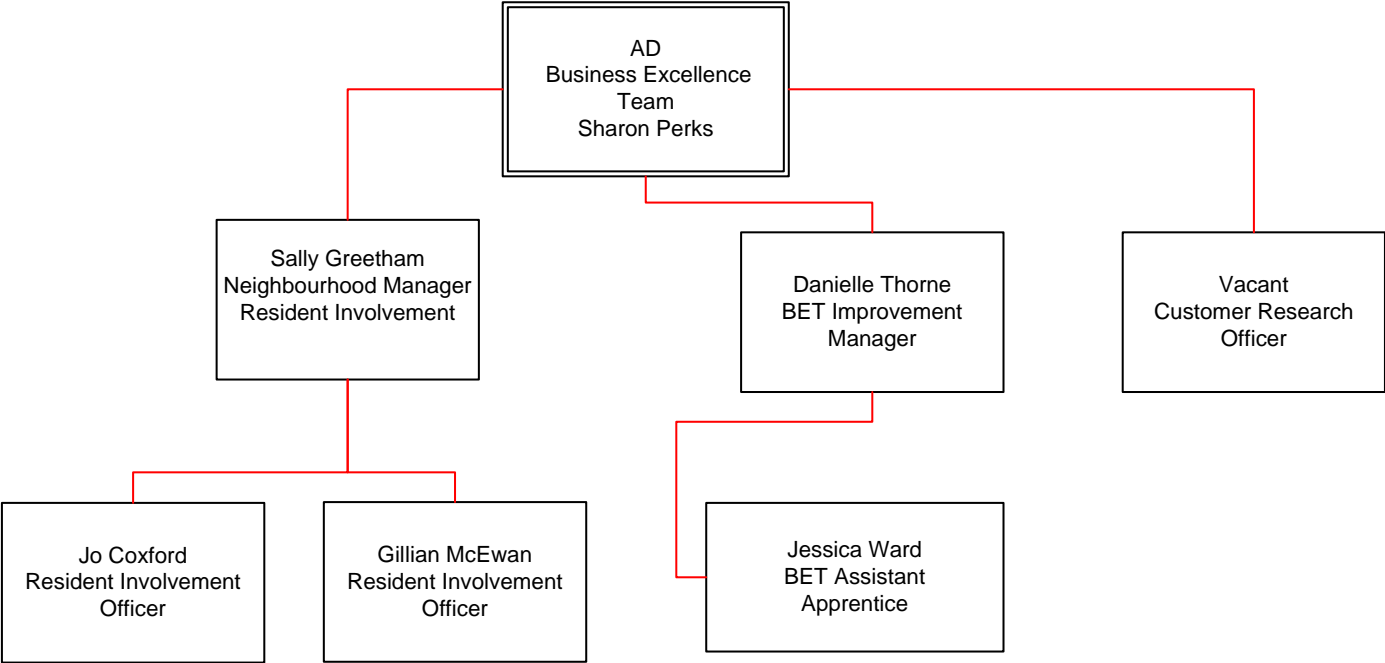 AD
Business Excellence
Team
Sharon Perks
Sally Greetham
Neighbourhood Manager
Resident Involvement
Danielle Thorne
BET Improvement
Manager
Vacant
Customer Research
Officer
Jo Coxford
Resident Involvement
Officer
Gillian McEwan
Resident Involvement
Officer
Jessica Ward
BET Assistant
Apprentice